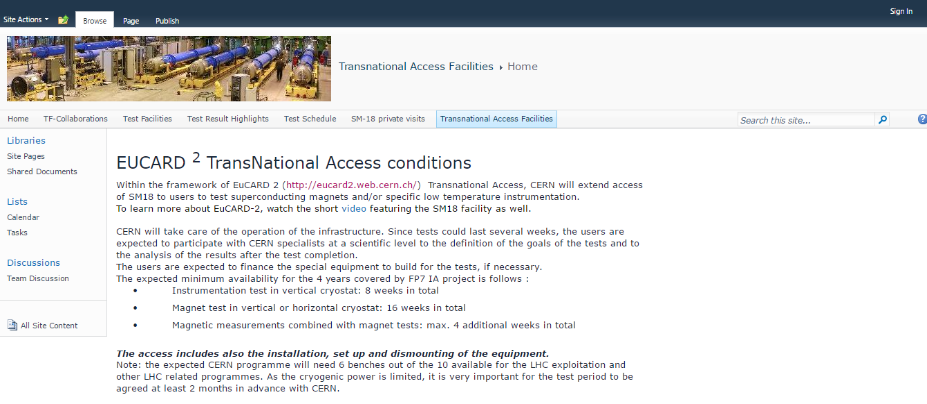 Sign In
Site Actions
Browse
Page
Publish
Transnational Access Facilities ▸ Home
Home TF-Collaborations Test Facilities Test Result Highlights Test Schedule SM-18 private visits Transnational Access Facilities
Search this site...
Libraries
Site Pages
Shared Documents
Lists
Calendar
Tasks
Discussions
Team Discussion
All Site Content
EUCARD 2 TransNational Access conditions
Within the framework of EuCARD 2 (http://eucard2.web.cern.ch/) Transnational Access, CERN will extend access
of SM18 to users to test superconducting magnets and/or specific low temperature instrumentation.
To learn more about EuCARD-2, watch the short video featuring the SM18 facility as well.
CERN will take care of the operation of the infrastructure. Since tests could last several weeks, the users are
expected to participate with CERN specialists at a scientific level to the definition of the goals of the tests and to
the analysis of the results after the test completion.
The users are expected to finance the special equipment to build for the tests, if necessary.
The expected minimum availability for the 4 years covered by FP7 IA project is follows :
• Instrumentation test in vertical cryostat: 8 weeks in total
• Magnet test in vertical or horizontal cryostat: 16 weeks in total
• Magnetic measurements combined with magnet tests: max. 4 additional weeks in total
The access includes also the installation, set up and dismounting of the equipment.
Note: the expected CERN programme will need 6 benches out of the 10 available for the LHC exploitation and
other LHC related programmes. As the cryogenic power is limited, it is very important for the test period to be
agreed at least 2 months in advance with CERN.